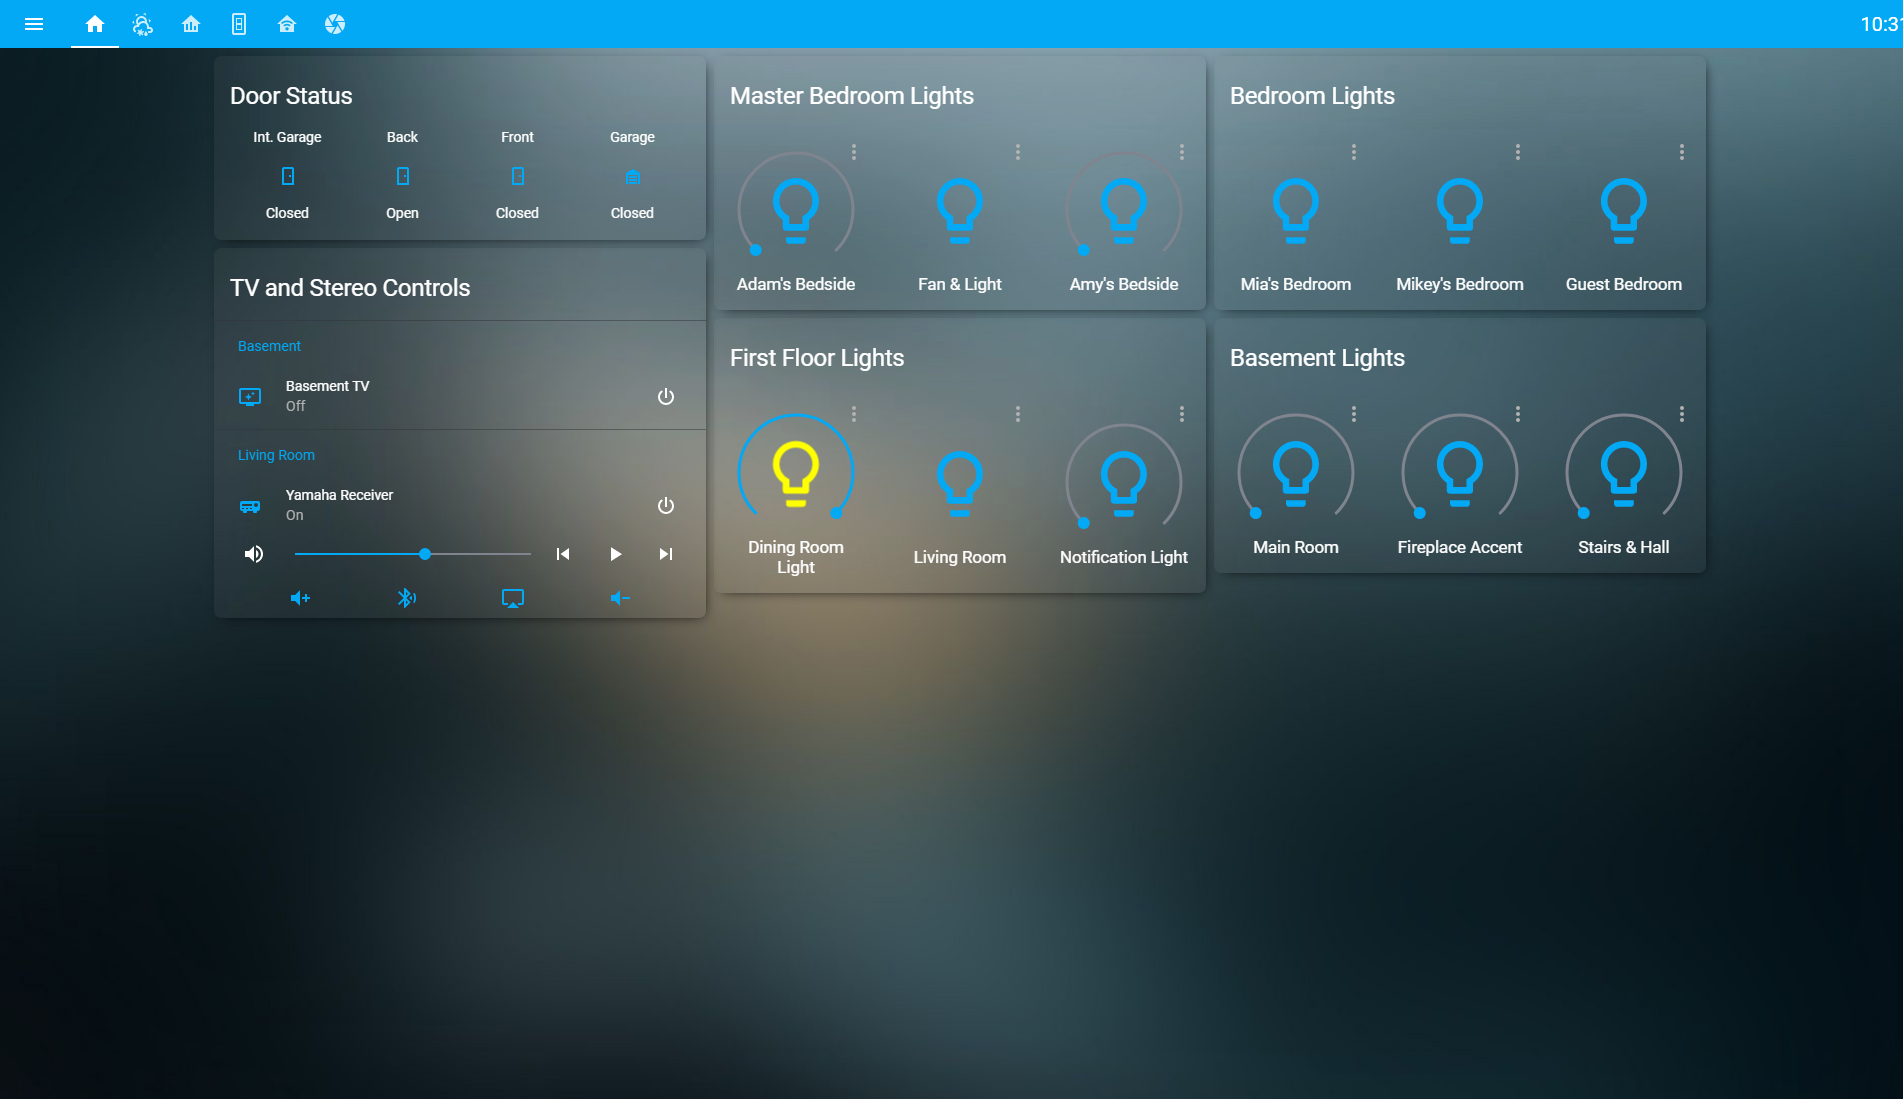 10:3
Door Status
Int. Garage Back Front Garage
Closed Open Closed Closed
TV and Stereo Controls
Basement
Basement TV
Off
Living Room
Yamaha Receiver
On
Master Bedroom Lights
Adam's Bedside Fan & Light Amy's Bedside
First Floor Lights
Dining Room
Light
Living Room
Notification Light
Bedroom Lights
Mia's Bedroom Mikey's Bedroom Guest Bedroom
Basement Lights
Main Room Fireplace Accent Stairs & Hall